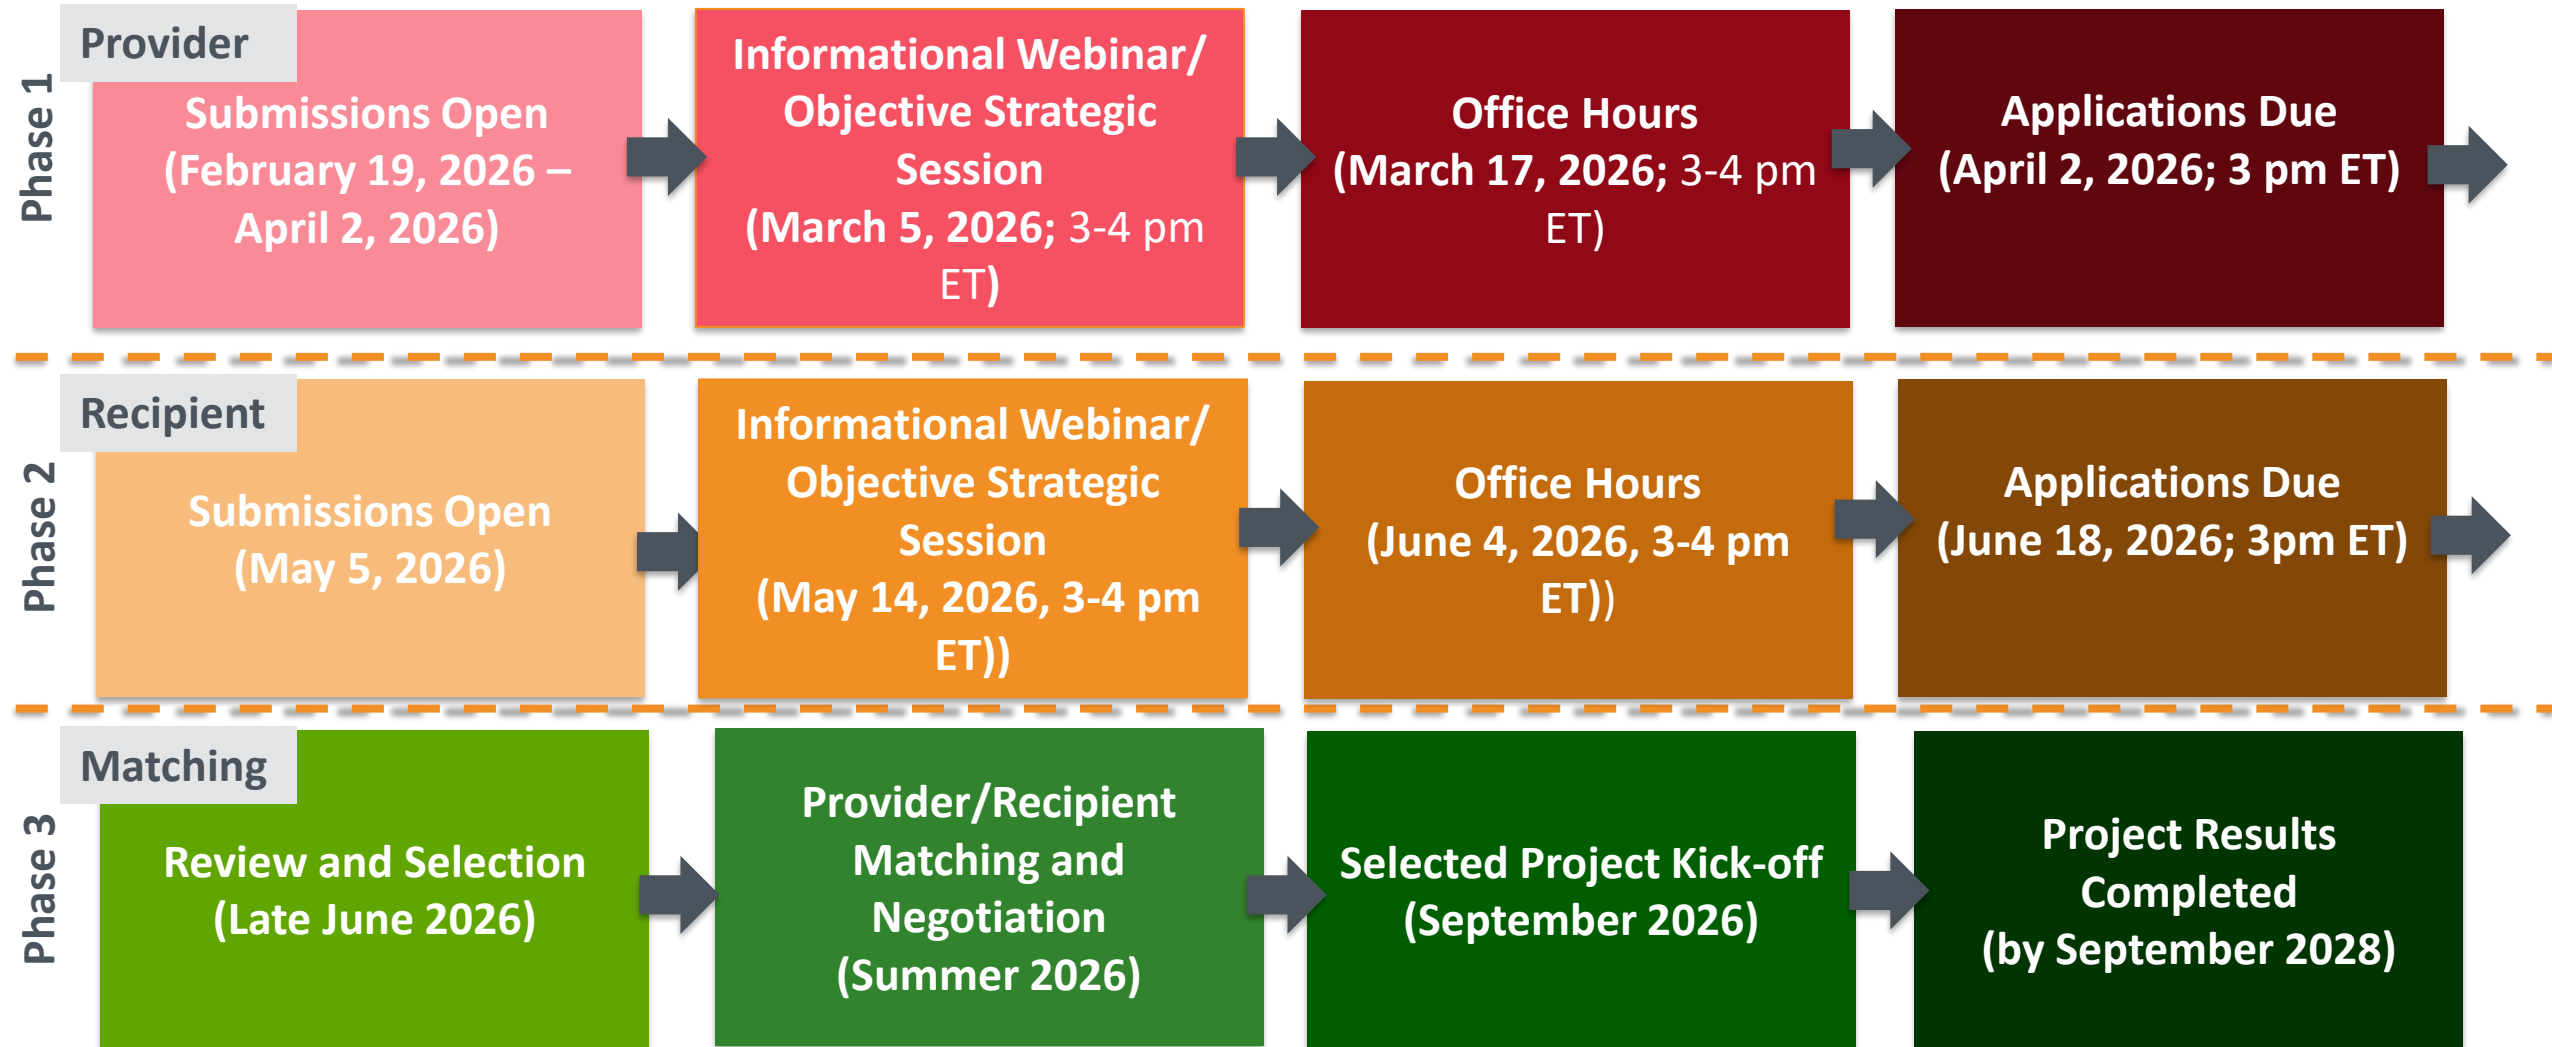 Phase 1
Provider
Submissions Open
(February 19, 2026 –
April 2, 2026)
Informational Webinar/
Objective Strategic
Session
(March 5, 2026; 3-4 pm
ET)
Office Hours
(March 17, 2026; 3-4 pm
ET)
Applications Due
(April 2, 2026; 3 pm ET)
Phase 2
Recipient
Submissions Open
(May 5, 2026)
Informational Webinar/
Objective Strategic
Session
(May 14, 2026, 3-4 pm
ET))
Office Hours
(June 4, 2026, 3-4 pm
ET))
Applications Due
(June 18, 2026; 3pm ET)
Phase 3
Matching
Review and Selection
(Late June 2026)
Provider/Recipient
Matching and
Negotiation
(Summer 2026)
Selected Project Kick-off
(September 2026)
Project Results
Completed
(by September 2028)